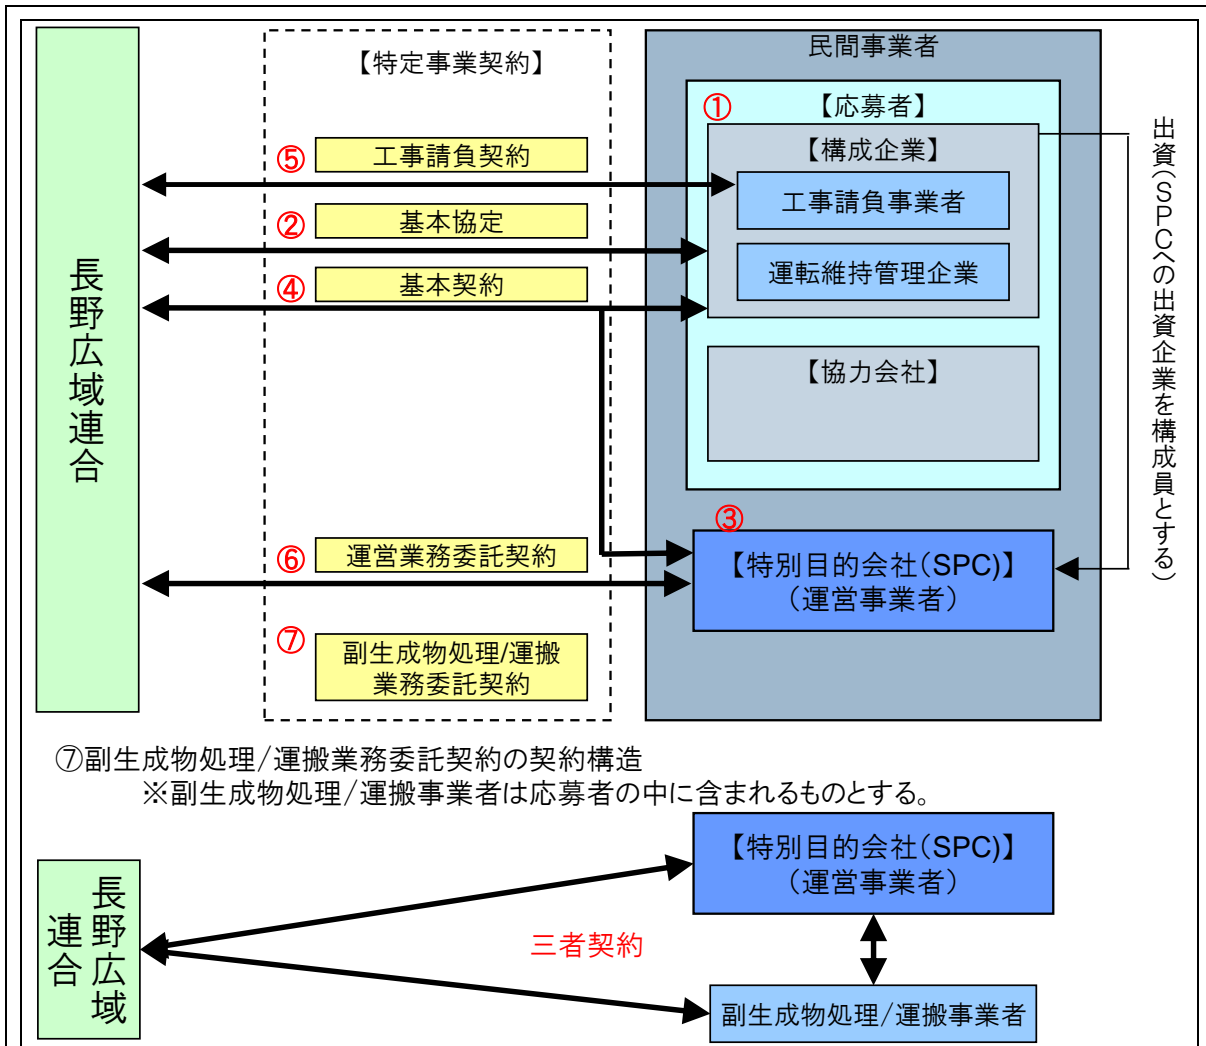 民間事業者
【特定事業契約】
①
【応募者】
【構成企業】
⑤
工事請負契約
工事請負事業者
②
基本協定
運転維持管理企業
④
基本契約
【協力会社】
長野広域連合
出資（SPCへの出資企業を構成員とする）
③
⑥
運営業務委託契約
【特別目的会社（SPC)】
（運営事業者）
⑦
副生成物処理/運搬
業務委託契約
⑦副生成物処理/運搬業務委託契約の契約構造
※副生成物処理/運搬事業者は応募者の中に含まれるものとする。
【特別目的会社（SPC)】
（運営事業者）
長野広域
連合
三者契約
副生成物処理/運搬事業者